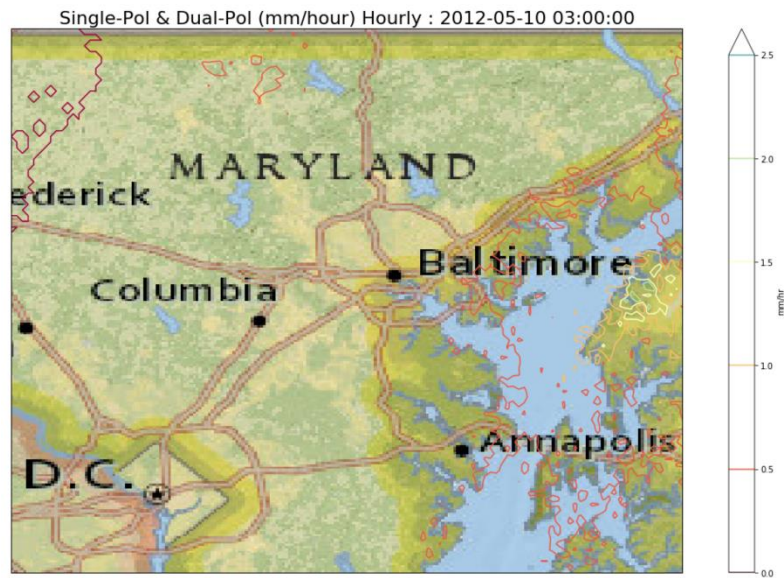 Single-Pol & Dual-Pol (mm/hour) Hourly : 2012-05-10 03:00:00
MARYLAND
ederick
Baltimore
Columbia
Annapolis
D.C.
2.5
2.0
1.5
1.0
0.5
0.0
mm/hr